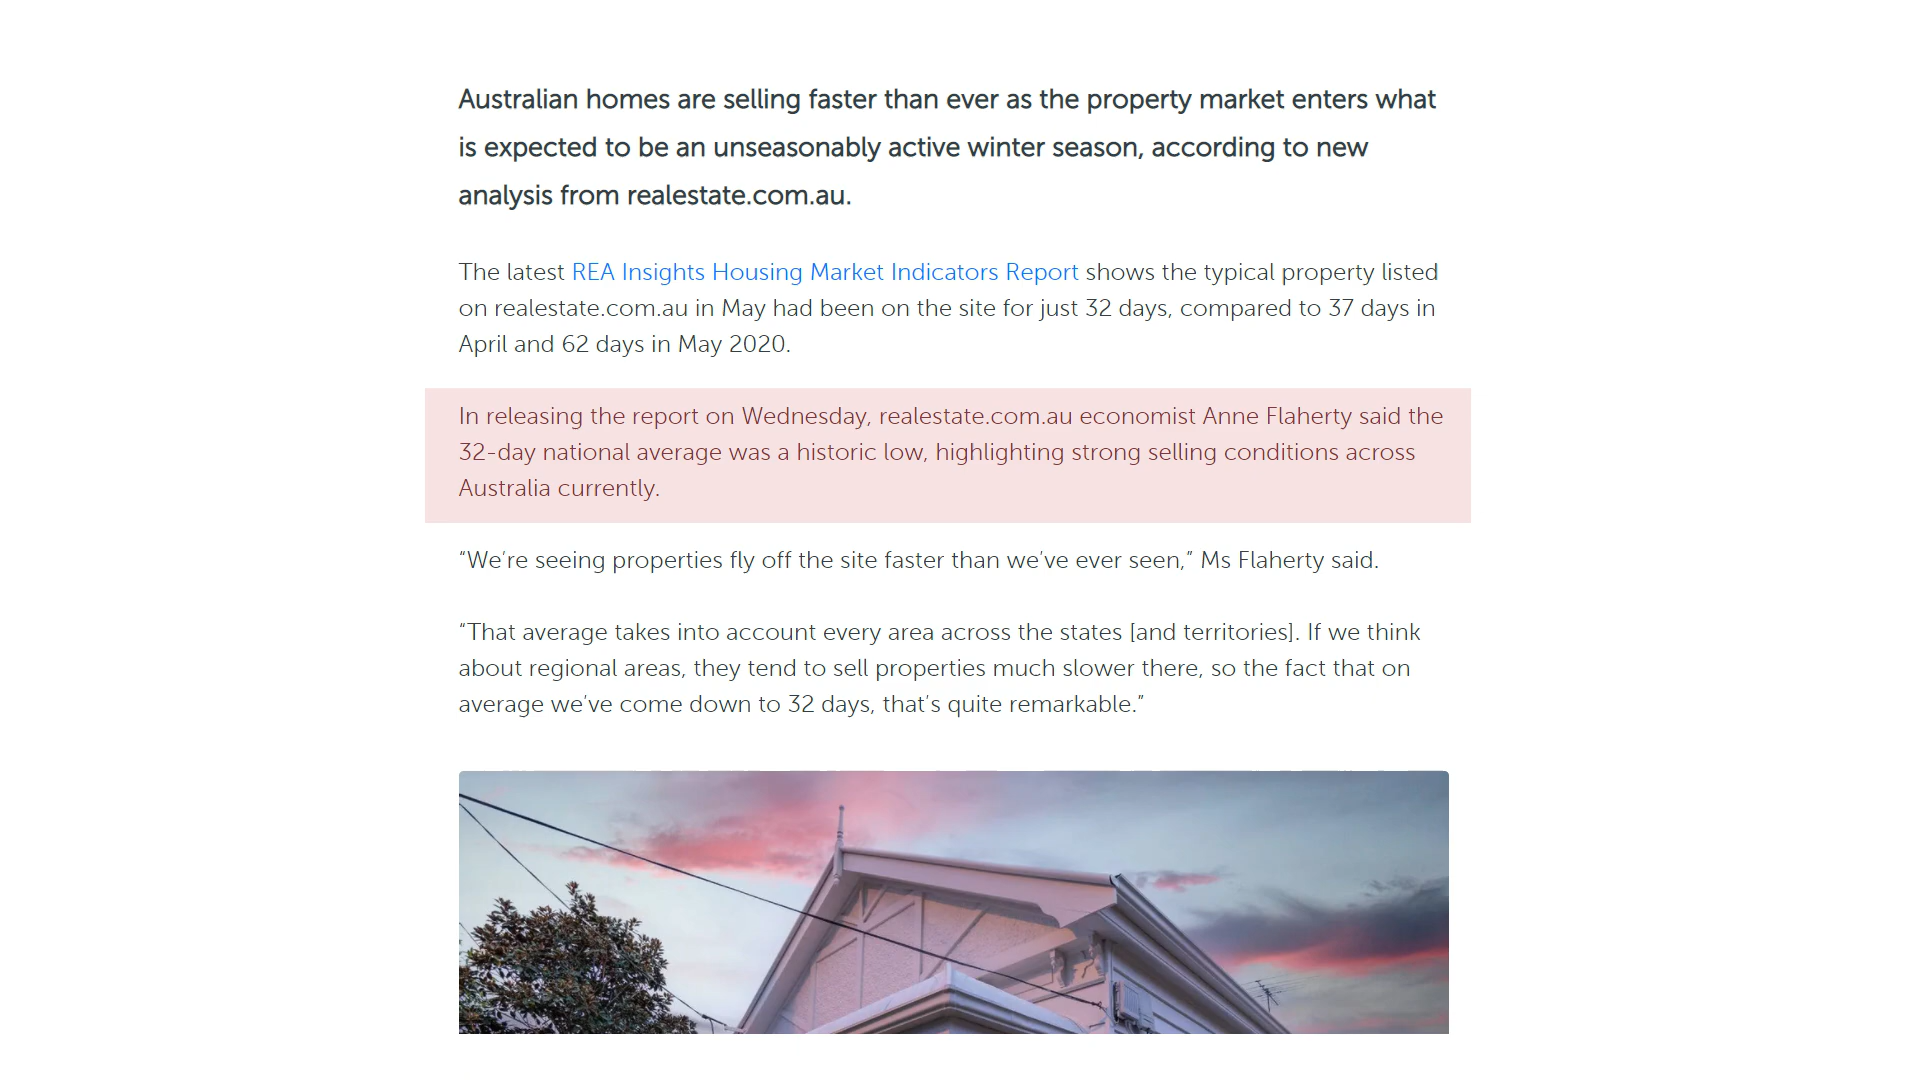 Australian homes are selling faster than ever as the property market enters what
is expected to be an unseasonably active winter season, according to new
analysis from realestate.com.au.
The latest REA Insights Housing Market Indicators Report shows the typical property listed
on realestate.com.au in May had been on the site for just 32 days, compared to 37 days in
April and 62 days in May 2020.
In releasing the report on Wednesday, realestate.com.au economist Anne Flaherty said the
32-day national average was a historic low, highlighting strong selling conditions across
Australia currently.
“We’re seeing properties fly off the site faster than we’ve ever seen,” Ms Flaherty said.
“That average takes into account every area across the states [and territories]. If we think
about regional areas, they tend to sell properties much slower there, so the fact that on
average we’ve come down to 32 days, that’s quite remarkable.”